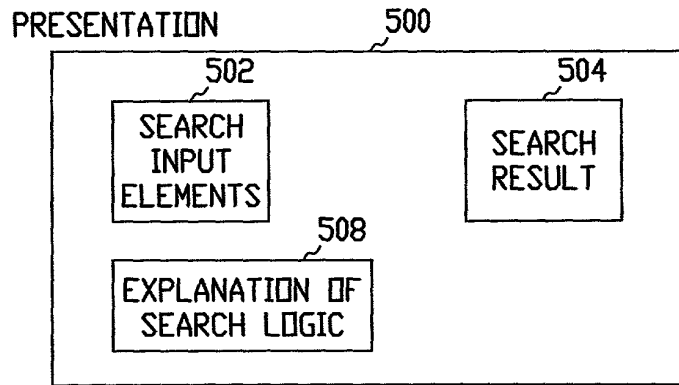 PRESENTATION
500
502
504
SEARCH
INPUT
ELEMENTS
SEARCH
RESULT
508
EXPLANATION OF
SEARCH LOGIC